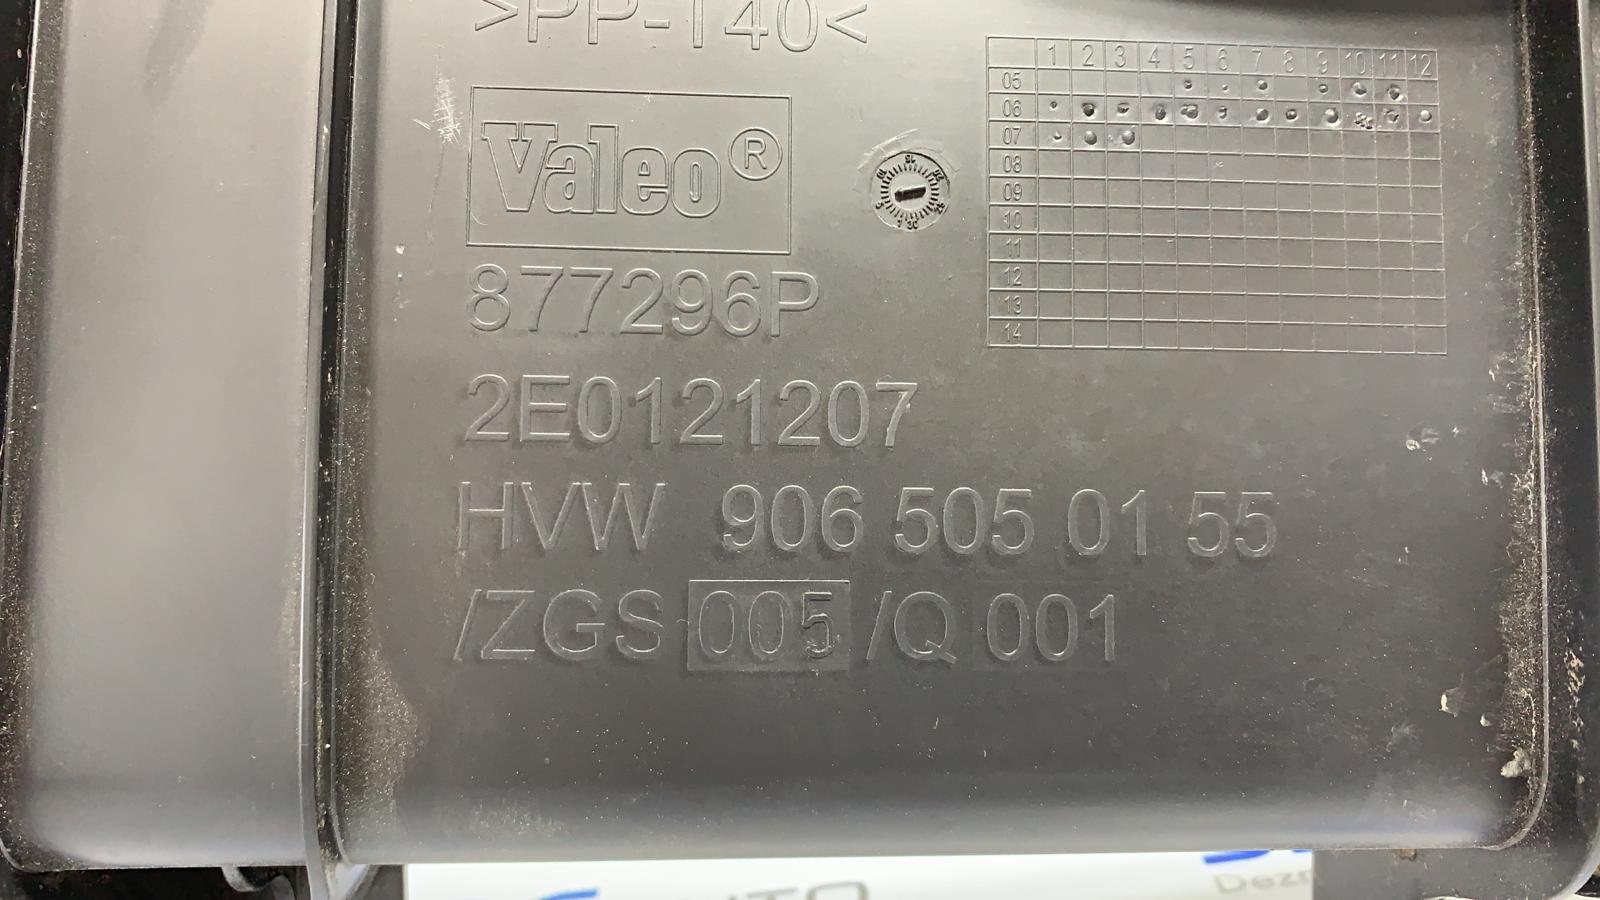 >PP-T40<
Valeo®
877296P
2E0121207
HVW 906 505 01 55
/ZGS 005 /Q 001
1 2 3 4 5 6 7 8 9 10 11 12
05
06
07
08
09
10
11
12
13
14